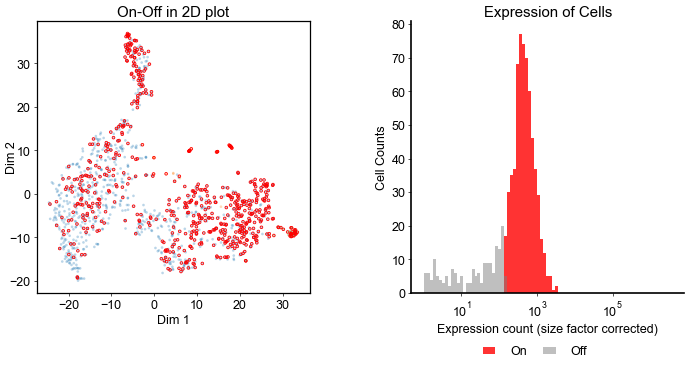 On-Off in 2D plot
Dim 2
30
20
10
0
−10
−20
−20 −10 0 10 20 30
Dim 1
Expression of Cells
Cell Counts
80
70
60
50
40
30
20
10
0
10^1 10^3 10^5
Expression count (size factor corrected)
On Off